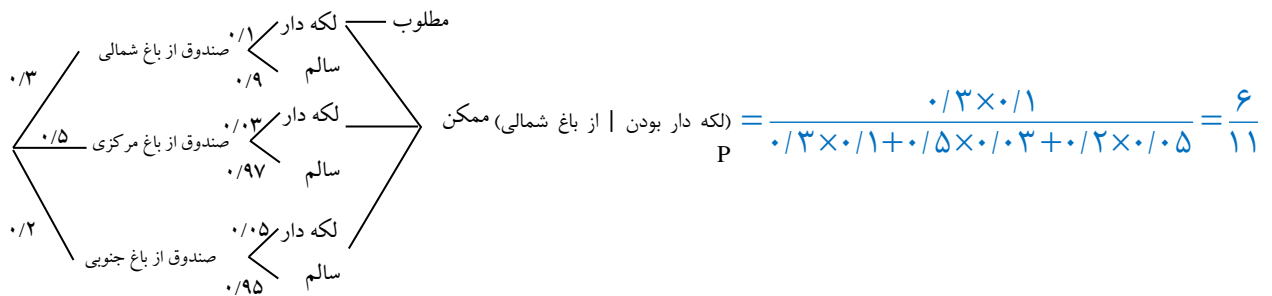 لکه دار مطلوب
۰/۱ صندوق از باغ شمالی
۰/۹ سالم
۰/۳
لکه دار
۰/۰۳ صندوق از باغ مرکزی ۰/۵
۰/۹۷ سالم
لکه دار
۰/۰۵ صندوق از باغ جنوبی
۰/۲
۰/۹۵ سالم
ممکن
P (لکه دار بودن | از باغ شمالی) = ۰/۳×۰/۱ / ۰/۳×۰/۱+۰/۵×۰/۰۳+۰/۲×۰/۰۵ = ۶/۱۱